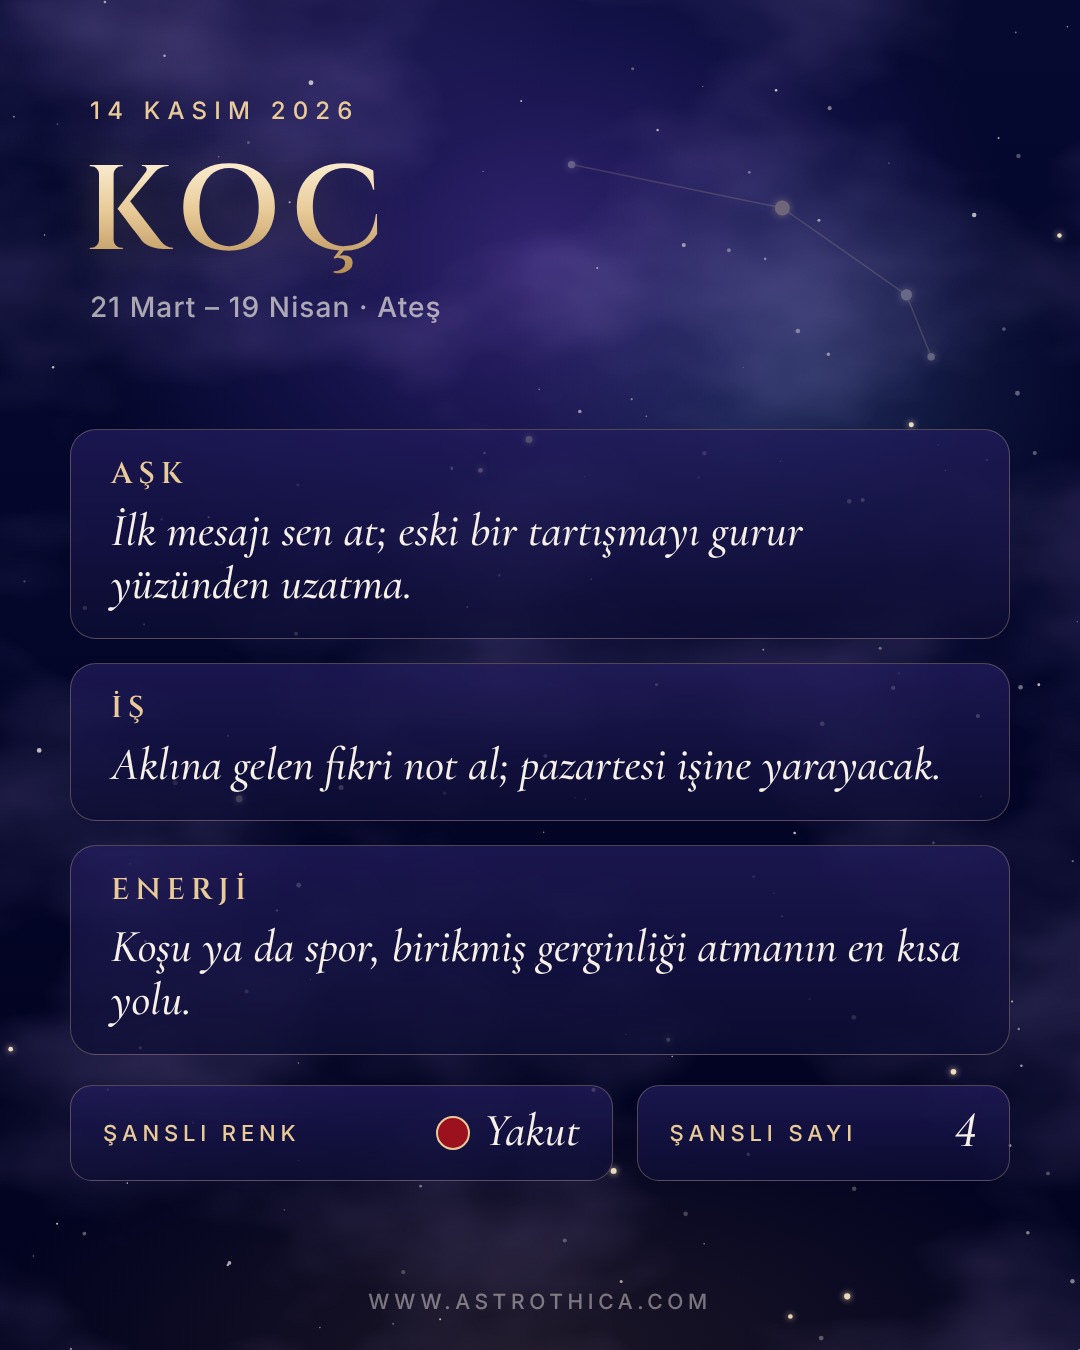 14 KASIM 2026
KOÇ
21 Mart – 19 Nisan · Ateş
AŞK
İlk mesajı sen at; eski bir tartışmayı gurur
yüzünden uzatma.
İŞ
Aklına gelen fikri not al; pazartesi işine yarayacak.
ENERJİ
Koşu ya da spor, birikmiş gerginliği atmanın en kısa
yolu.
ŞANSLI RENK Yakut
ŞANSLI SAYI 4
WWW.ASTROTHICA.COM